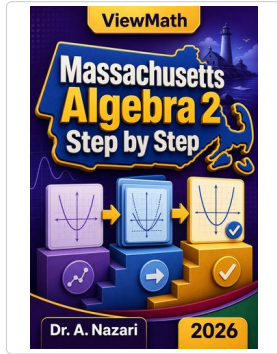 ViewMath
Massachusetts
Algebra 2
Step by Step
Dr. A. Nazari
2026